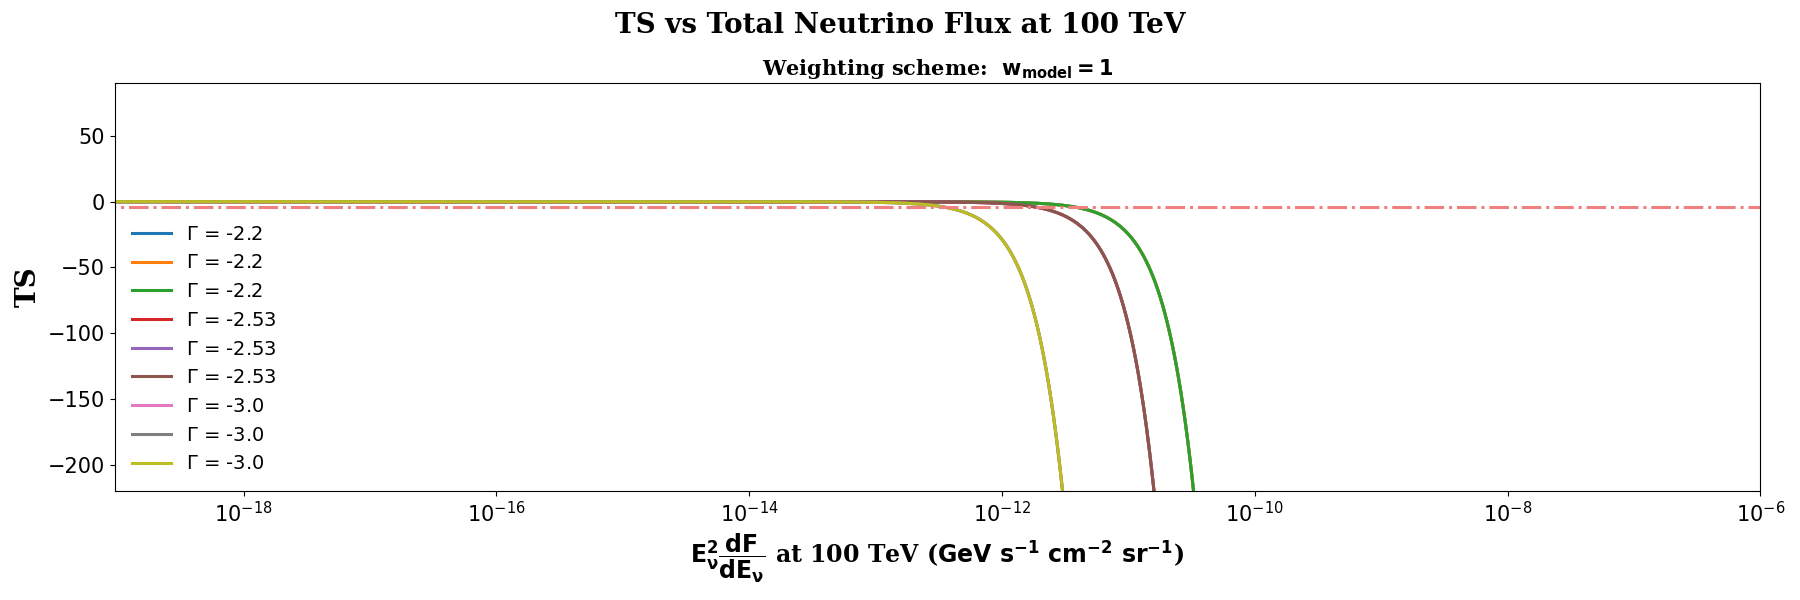 TS vs Total Neutrino Flux at 100 TeV
Weighting scheme: w_model = 1
TS
50
0
−50
−100
−150
−200
Γ = -2.2
Γ = -2.2
Γ = -2.2
Γ = -2.53
Γ = -2.53
Γ = -2.53
Γ = -3.0
Γ = -3.0
Γ = -3.0
10⁻¹⁸ 10⁻¹⁶ 10⁻¹⁴ 10⁻¹² 10⁻¹⁰ 10⁻⁸ 10⁻⁶
E²_ν dF/dE_ν at 100 TeV (GeV s⁻¹ cm⁻² sr⁻¹)